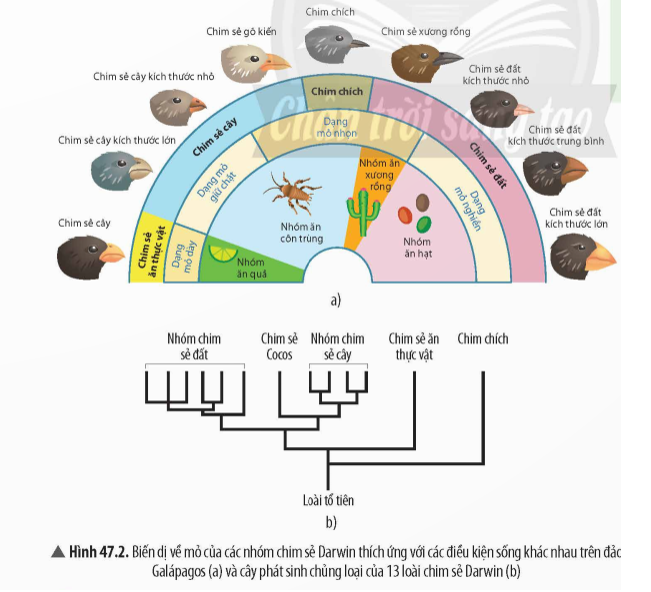 Chim chích
Chim sẻ gõ kiến
Chim sẻ xương rồng
Chim sẻ cây kích thước nhỏ
Chim sẻ đất
kích thước nhỏ
Chim sẻ cây kích thước lớn
Chim sẻ đất
kích thước trung bình
Chim sẻ cây
Chim sẻ đất
kích thước lớn
Chân trời sáng tạo
Chim sẻ
ăn thực vật
Chim sẻ cây
Chim chích
Chim sẻ đất
Dạng
mỏ dày
Dạng mỏ
giữ chặt
Dạng
mỏ nhọn
Dạng
mỏ nghiền
Nhóm
ăn quả
Nhóm ăn
côn trùng
Nhóm ăn
xương
rồng
Nhóm
ăn hạt
a)
Nhóm chim
sẻ đất
Chim sẻ
Cocos
Nhóm chim
sẻ cây
Chim sẻ ăn
thực vật
Chim chích
Loài tổ tiên
b)
▲ Hình 47.2. Biến dị về mỏ của các nhóm chim sẻ Darwin thích ứng với các điều kiện sống khác nhau trên đảo
Galápagos (a) và cây phát sinh chủng loại của 13 loài chim sẻ Darwin (b)